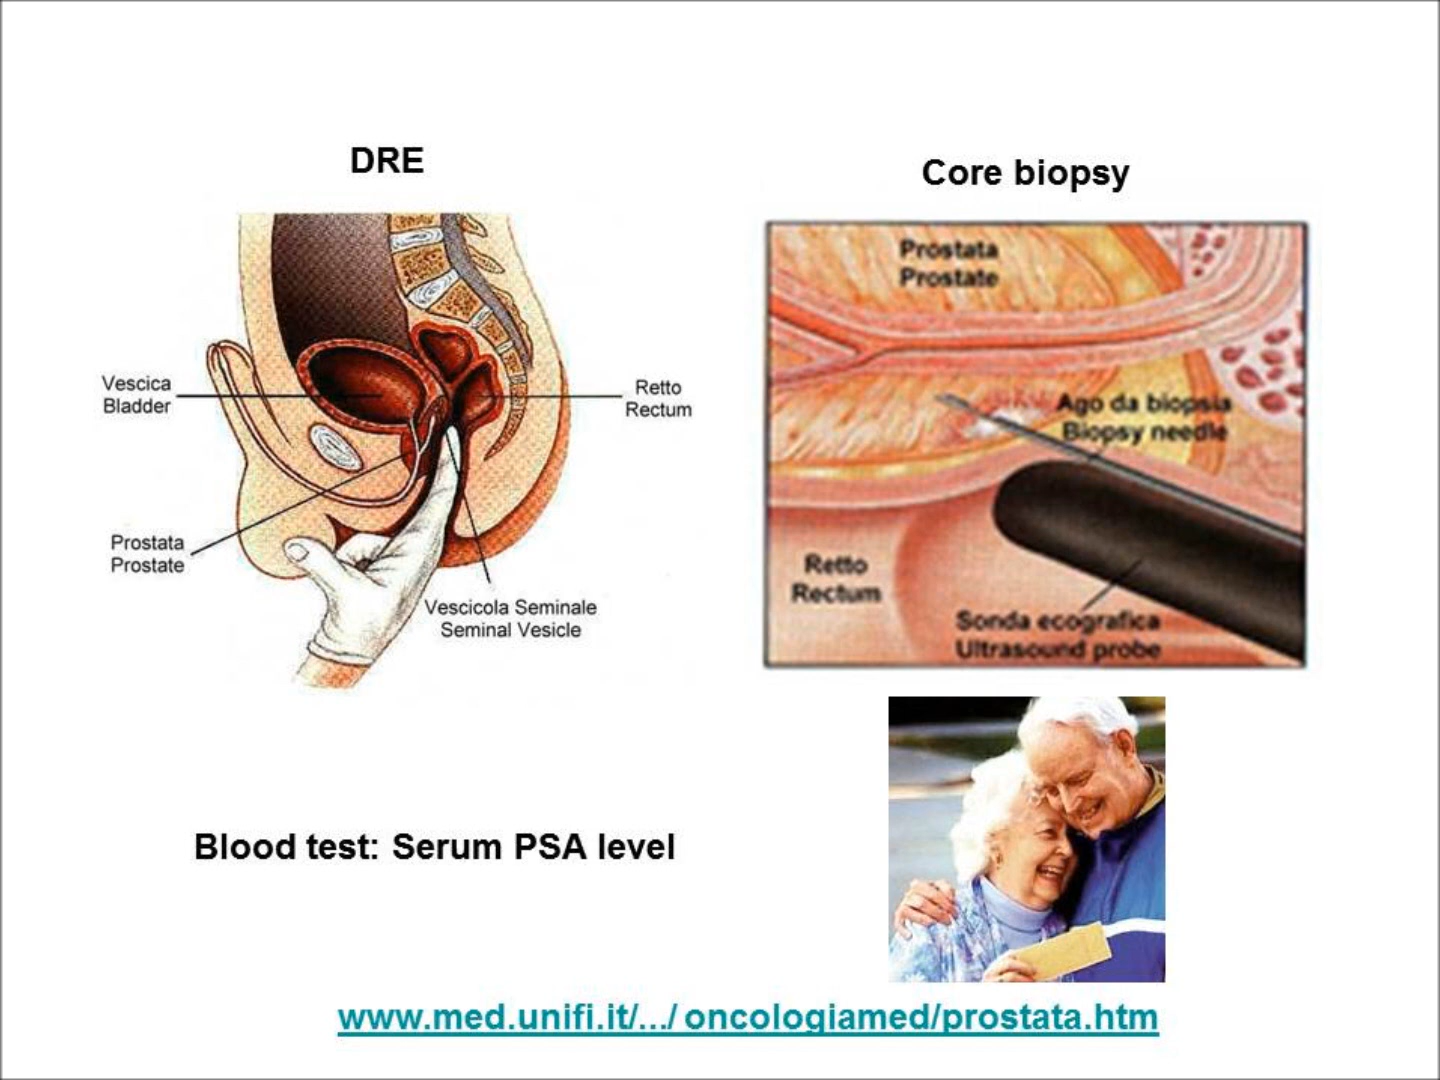 DRE
Vescica
Bladder
Retto
Rectum
Prostata
Prostate
Vescicola Seminale
Seminal Vesicle
Core biopsy
Prostata
Prostate
Ago da biopsia
Biopsy needle
Retto
Rectum
Sonda ecografica
Ultrasound probe
Blood test: Serum PSA level
www.med.unifi.it/.../ oncologiamed/prostata.htm